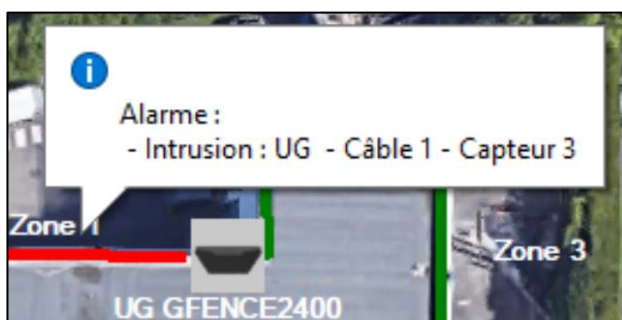 Alarme :
- Intrusion : UG - Câble 1 - Capteur 3
Zone 1
Zone 3
UG GFENCE2400